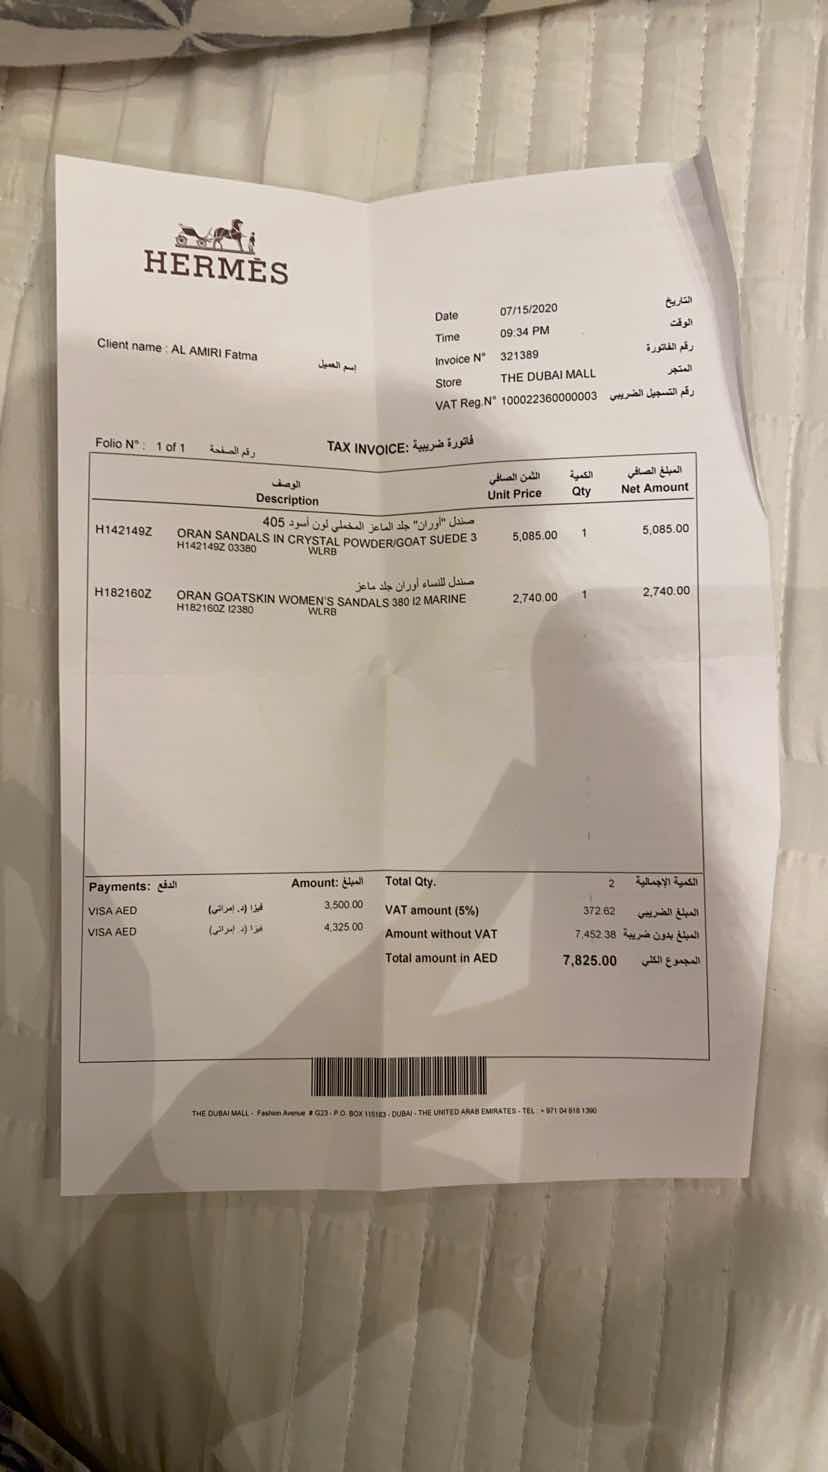 HERMÈS
Date 07/15/2020 التاريخ
Time 09:34 PM الوقت
Client name : AL AMIRI Fatma إسم العميل
Invoice N° 321389 رقم الفاتورة
Store THE DUBAI MALL المتجر
VAT Reg.N° 100022360000003 رقم التسجيل الضريبي
Folio N° : 1 of 1 رقم الصفحة TAX INVOICE: فاتورة ضريبية
الوصف الثمن الصافي الكمية المبلغ الصافي
Description Unit Price Qty Net Amount
صندل "أوران" جلد الماعز المخملي لون أسود 405
H142149Z ORAN SANDALS IN CRYSTAL POWDER/GOAT SUEDE 3 5,085.00 1 5,085.00
H142149Z 03380 WLRB
صندل للنساء أوران جلد ماعز
H182160Z ORAN GOATSKIN WOMEN'S SANDALS 380 I2 MARINE 2,740.00 1 2,740.00
H182160Z I2380 WLRB
Payments: الدفع Amount: المبلغ Total Qty. 2 الكمية الإجمالية
VISA AED فيزا (د. إمراتي) 3,500.00 VAT amount (5%) 372.62 المبلغ الضريبي
VISA AED فيزا (د. إمراتي) 4,325.00 Amount without VAT 7,452.38 المبلغ بدون ضريبة
Total amount in AED 7,825.00 المجموع الكلي
THE DUBAI MALL - Fashion Avenue # G23 - P.O. BOX 115183 - DUBAI - THE UNITED ARAB EMIRATES - TEL : + 971 04 818 1390